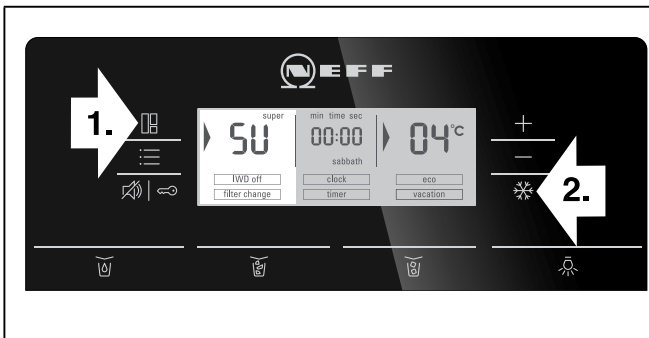 NEFF
1.
super
min time sec
SU
00:00
04°C
sabbath
IWD off
clock
eco
filter change
timer
vacation
2.